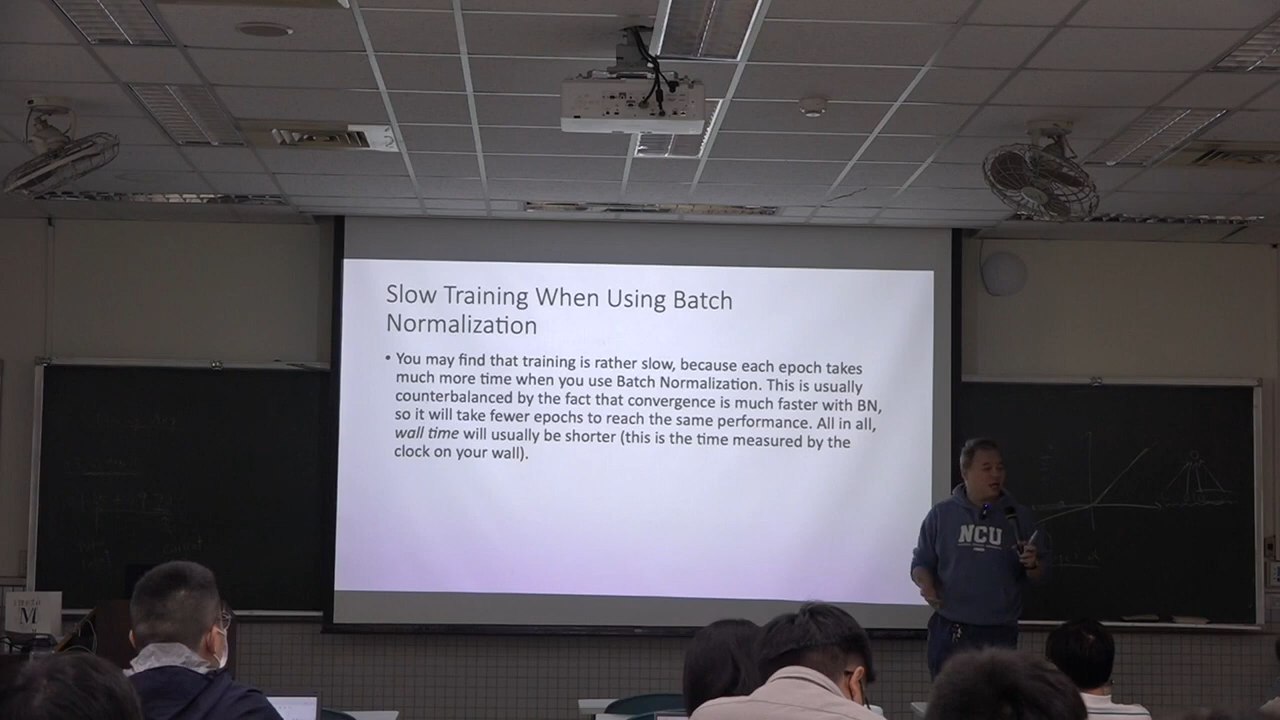 Slow Training When Using Batch
Normalization
• You may find that training is rather slow, because each epoch takes
much more time when you use Batch Normalization. This is usually
counterbalanced by the fact that convergence is much faster with BN,
so it will take fewer epochs to reach the same performance. All in all,
wall time will usually be shorter (this is the time measured by the
clock on your wall).
NCU
M